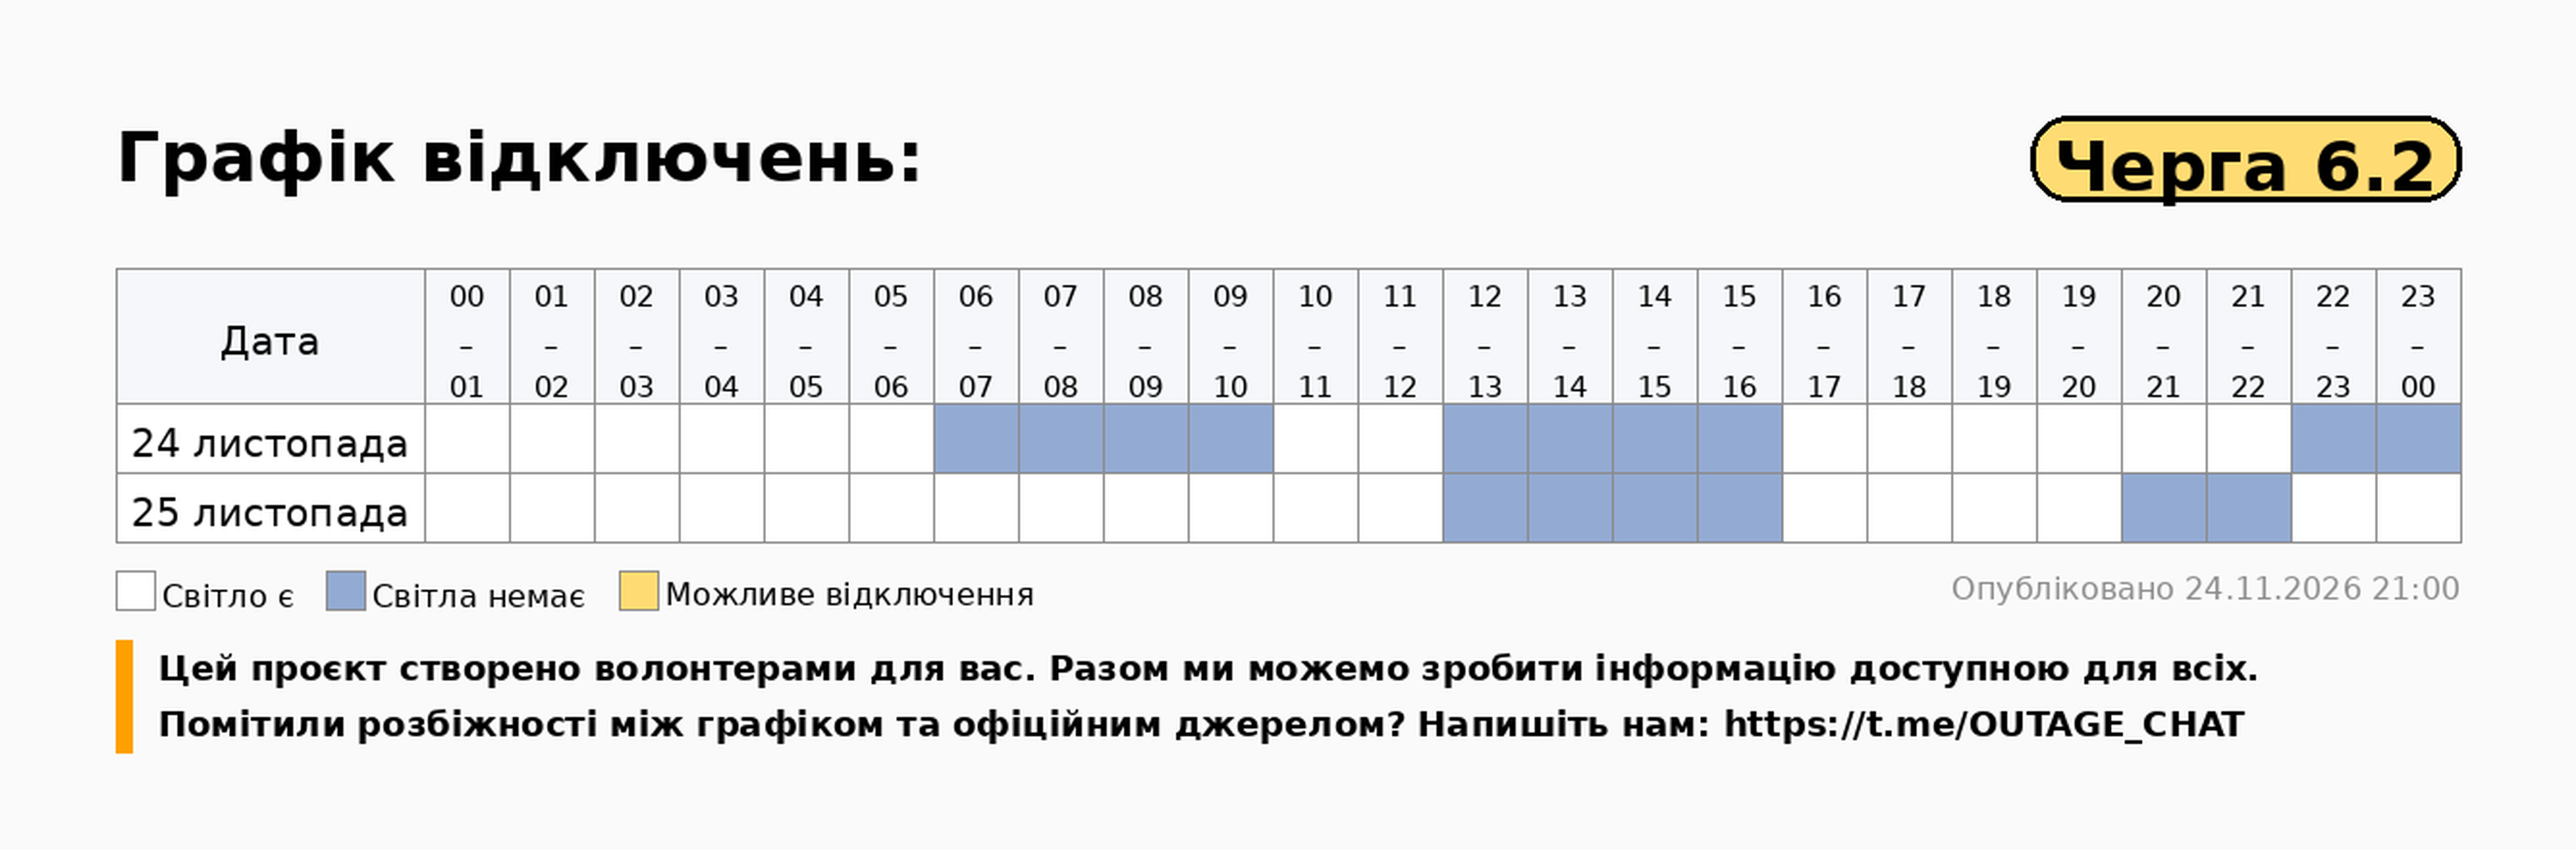 Графік відключень:
Черга 6.2
Дата
00 – 01
01 – 02
02 – 03
03 – 04
04 – 05
05 – 06
06 – 07
07 – 08
08 – 09
09 – 10
10 – 11
11 – 12
12 – 13
13 – 14
14 – 15
15 – 16
16 – 17
17 – 18
18 – 19
19 – 20
20 – 21
21 – 22
22 – 23
23 – 00
24 листопада
25 листопада
Світло є
Світла немає
Можливе відключення
Опубліковано 24.11.2026 21:00
Цей проєкт створено волонтерами для вас. Разом ми можемо зробити інформацію доступною для всіх.
Помітили розбіжності між графіком та офіційним джерелом? Напишіть нам: https://t.me/OUTAGE_CHAT